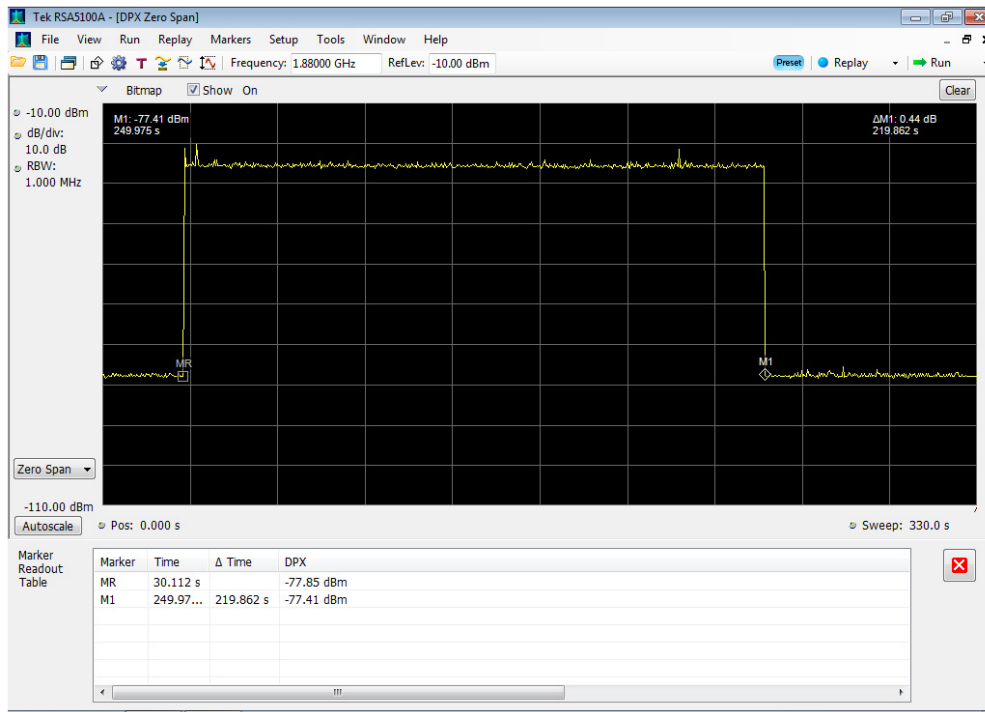 Tek RSA5100A - [DPX Zero Span]
File View Run Replay Markers Setup Tools Window Help
T Frequency: 1.88000 GHz RefLev: -10.00 dBm Preset Replay Run
Bitmap Show On Clear
-10.00 dBm
dB/div:
10.0 dB
RBW:
1.000 MHz
M1: -77.41 dBm
249.975 s
ΔM1: 0.44 dB
219.862 s
MR
M1
Zero Span
-110.00 dBm
Autoscale Pos: 0.000 s Sweep: 330.0 s
Marker
Readout
Table
Marker Time Δ Time DPX
MR 30.112 s -77.85 dBm
M1 249.97... 219.862 s -77.41 dBm